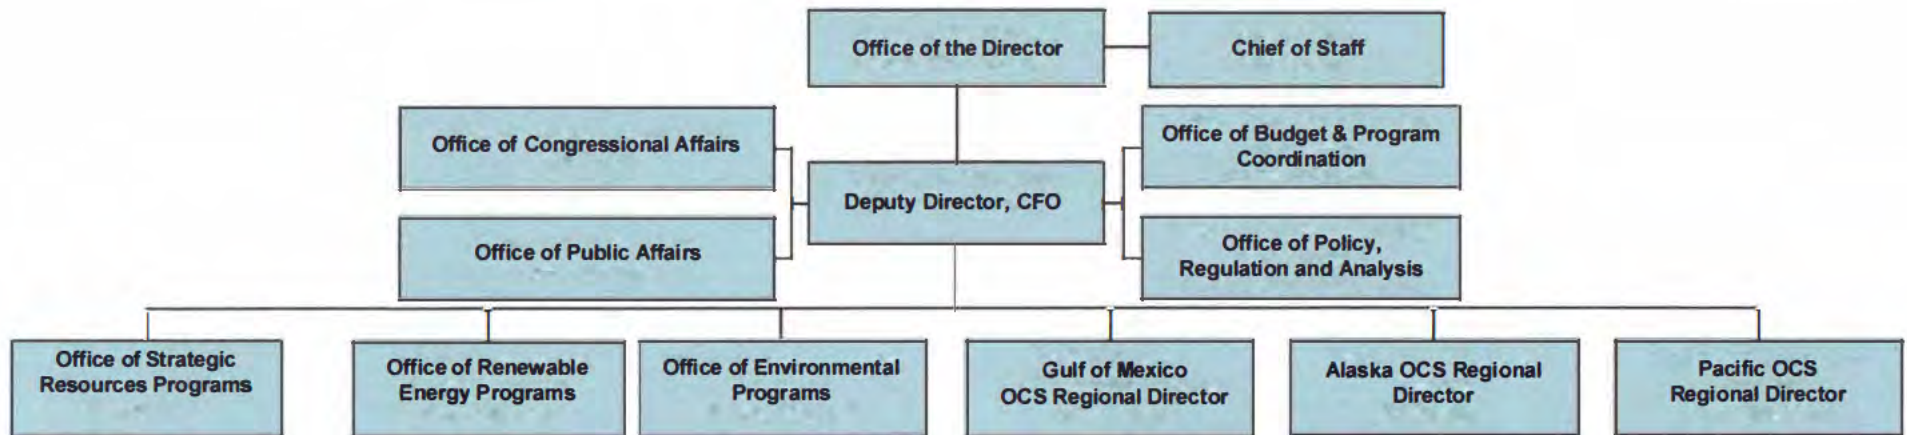 Office of the Director
Chief of Staff
Office of Congressional Affairs
Office of Budget & Program
Coordination
Deputy Director, CFO
Office of Public Affairs
Office of Policy,
Regulation and Analysis
Office of Strategic
Resources Programs
Office of Renewable
Energy Programs
Office of Environmental
Programs
Gulf of Mexico
OCS Regional Director
Alaska OCS Regional
Director
Pacific OCS
Regional Director